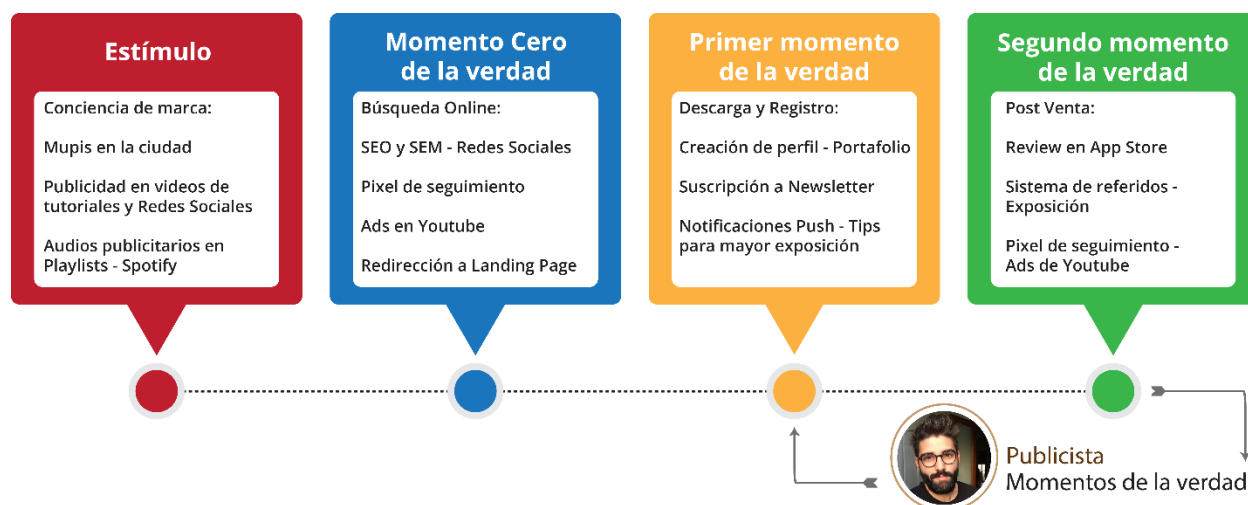 Estímulo
Conciencia de marca:
Mupis en la ciudad
Publicidad en videos de
tutoriales y Redes Sociales
Audios publicitarios en
Playlists - Spotify
Momento Cero
de la verdad
Búsqueda Online:
SEO y SEM - Redes Sociales
Pixel de seguimiento
Ads en Youtube
Redirección a Landing Page
Primer momento
de la verdad
Descarga y Registro:
Creación de perfil - Portafolio
Suscripción a Newsletter
Notificaciones Push - Tips
para mayor exposición
Segundo momento
de la verdad
Post Venta:
Review en App Store
Sistema de referidos -
Exposición
Pixel de seguimiento -
Ads de Youtube
Publicista
Momentos de la verdad